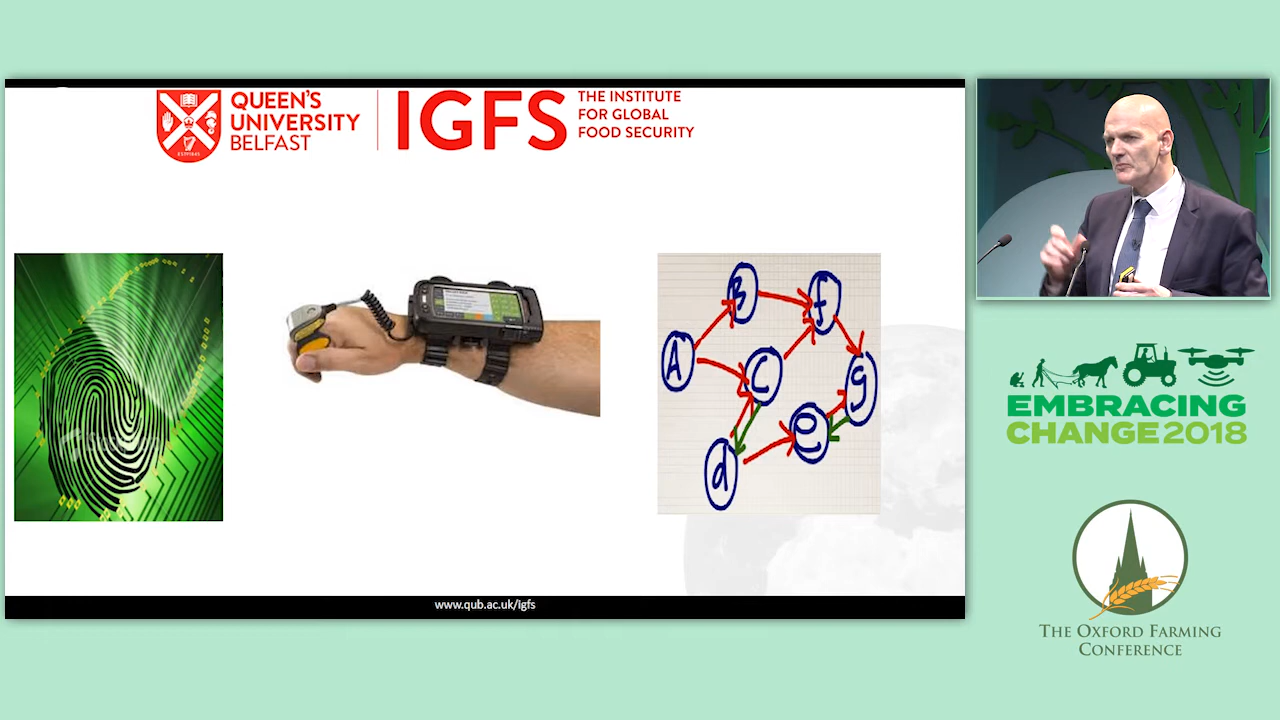 QUEEN'S
UNIVERSITY
BELFAST
IGFS
THE INSTITUTE
FOR GLOBAL
FOOD SECURITY
A
B
C
d
e
f
g
www.qub.ac.uk/igfs
EMBRACING
CHANGE 2018
THE OXFORD FARMING
CONFERENCE